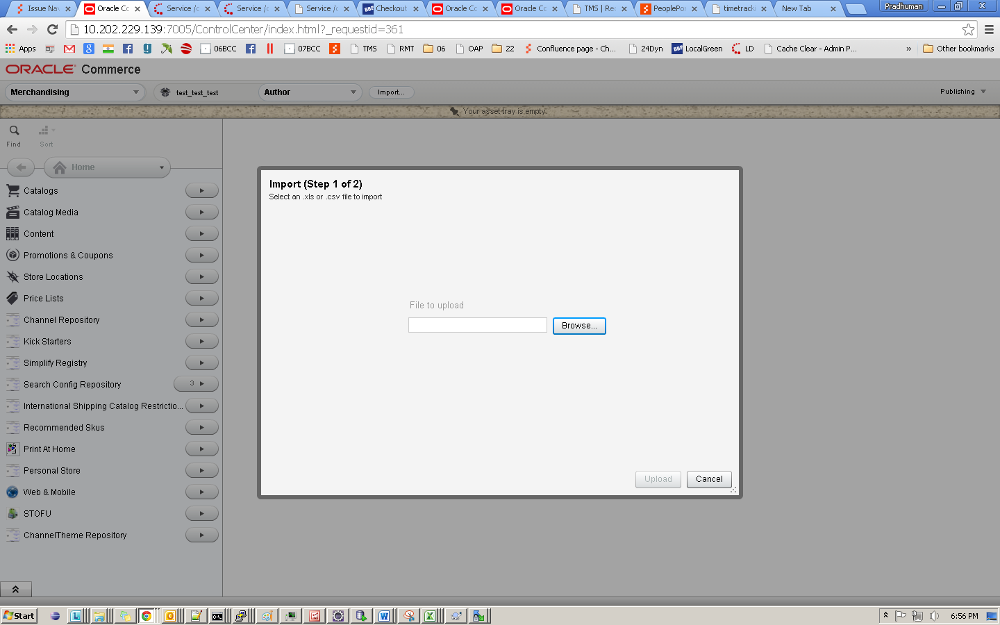 Issue Nav
Oracle Co
Service /c
Service /c
Service /c
Checkout
Oracle Co
Oracle Co
TMS | Rec
PeoplePor
timetracki
New Tab
Pradhuman
10.202.229.139:7005/ControlCenter/index.html?_requestid=361
Apps
06BCC
07BCC
TMS
RMT
06
OAP
22
Confluence page - Ch...
24Dyn
LocalGreen
LD
Cache Clear - Admin P...
»
Other bookmarks
ORACLE Commerce
Merchandising
test_test_test
Author
Import...
Publishing
Your asset tray is empty.
Find
Sort
Home
Catalogs
Catalog Media
Content
Promotions & Coupons
Store Locations
Price Lists
Channel Repository
Kick Starters
Simplify Registry
Search Config Repository
3
International Shipping Catalog Restrictio...
Recommended Skus
Print At Home
Personal Store
Web & Mobile
STOFU
ChannelTheme Repository
Import (Step 1 of 2)
Select an .xls or .csv file to import
File to upload
Browse...
Upload
Cancel
Start
6:56 PM